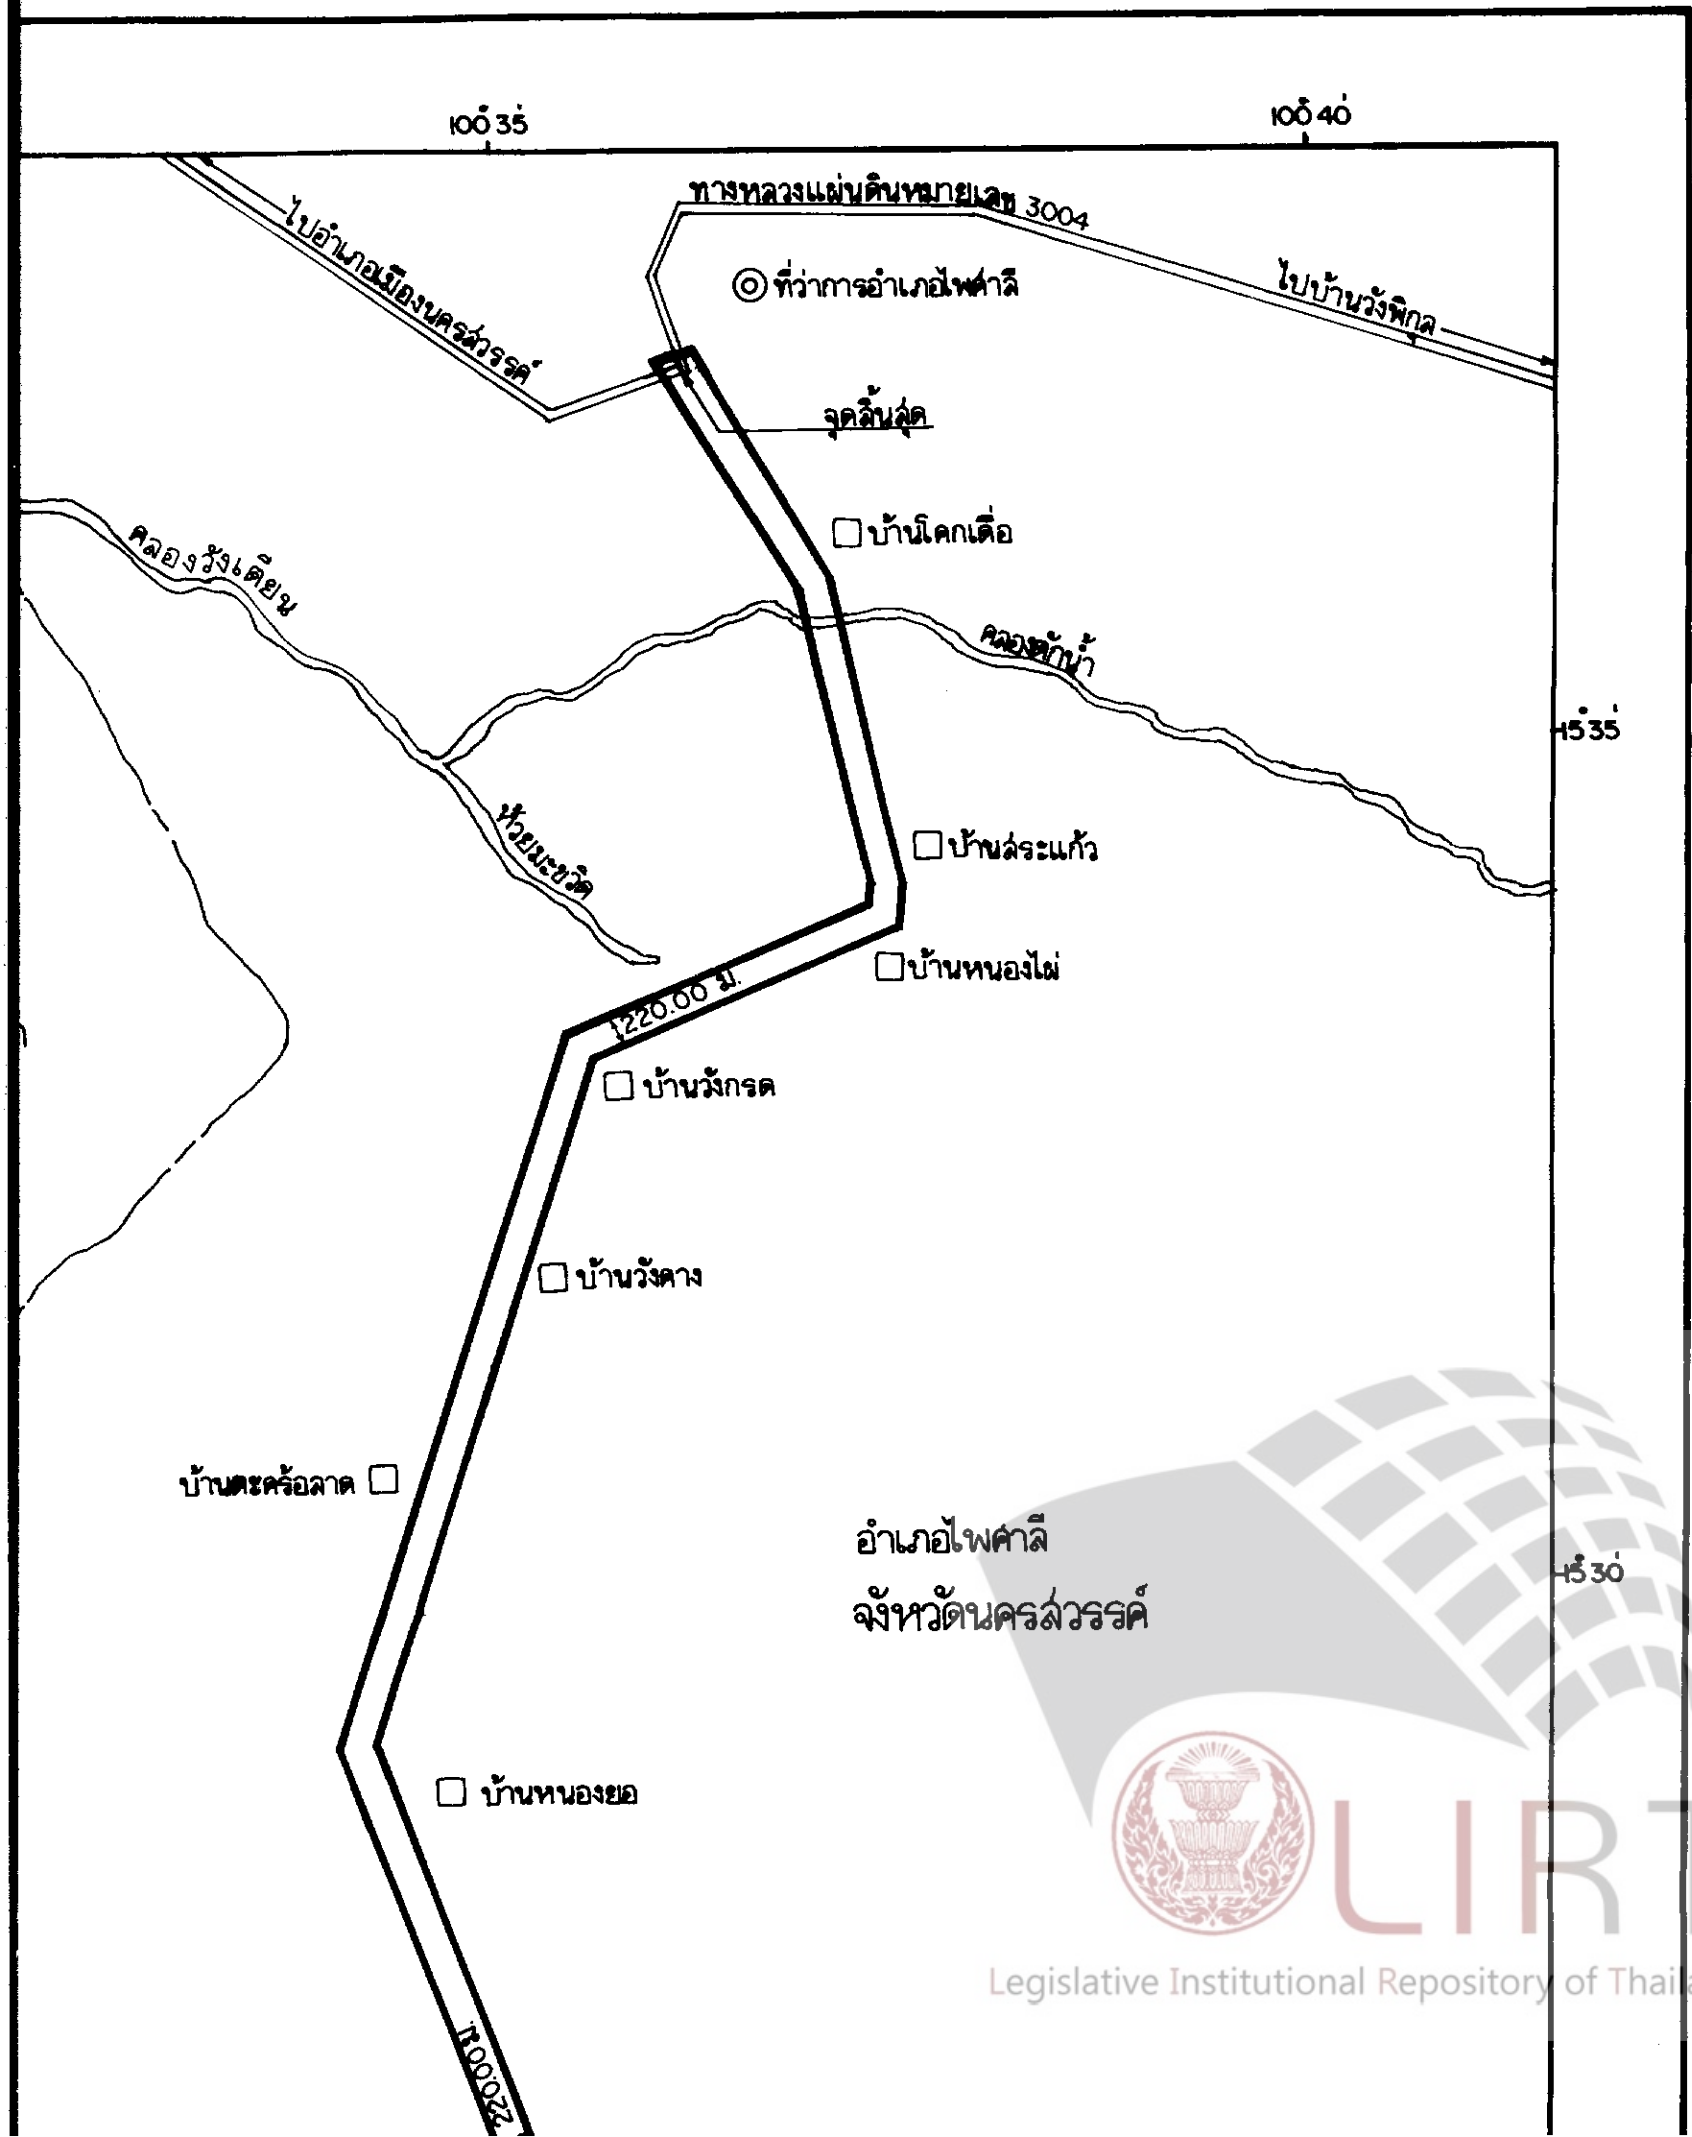 100°35'
100°40'
ทางหลวงแผ่นดินหมายเลข 3004
ไปอำเภอเมืองนครสวรรค์
ที่ว่าการอำเภอไพศาลี
ไปบ้านวังพิกุล
จุดสิ้นสุด
บ้านโคกเดื่อ
คลองวังเตียน
คลองตักน้ำ
15°35'
ห้วยมะขวิด
บ้านสระแก้ว
บ้านหนองไผ่
220.00 ม.
บ้านวังกรด
บ้านวังคาง
บ้านตะคร้อลาด
อำเภอไพศาลี
15°30'
จังหวัดนครสวรรค์
บ้านหนองยอ
LIRT
Legislative Institutional Repository of Thaila
220.00 ม.